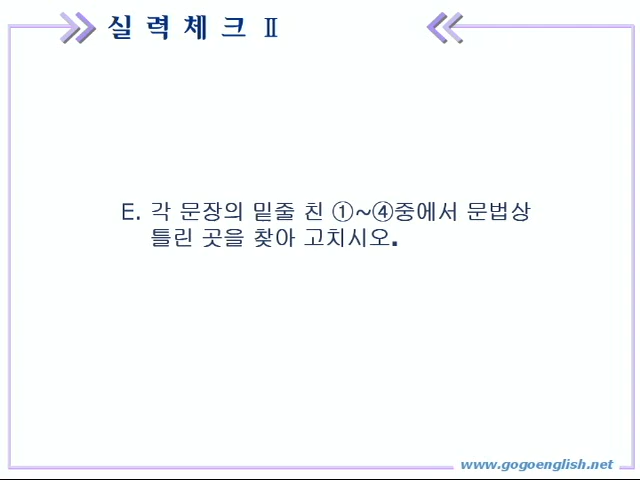 실 력 체 크 Ⅱ
E. 각 문장의 밑줄 친 ①~④중에서 문법상
틀린 곳을 찾아 고치시오.
www.gogoenglish.net